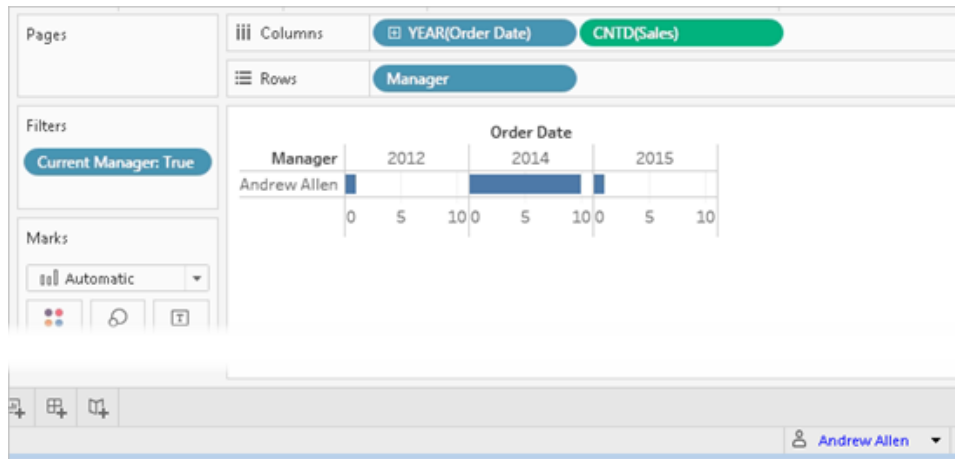 Pages
Columns YEAR(Order Date) CNTD(Sales)
Rows Manager
Filters
Current Manager: True
Order Date
Manager 2012 2014 2015
Andrew Allen
0 5 10 0 5 10 0 5 10
Marks
Automatic
T
Andrew Allen